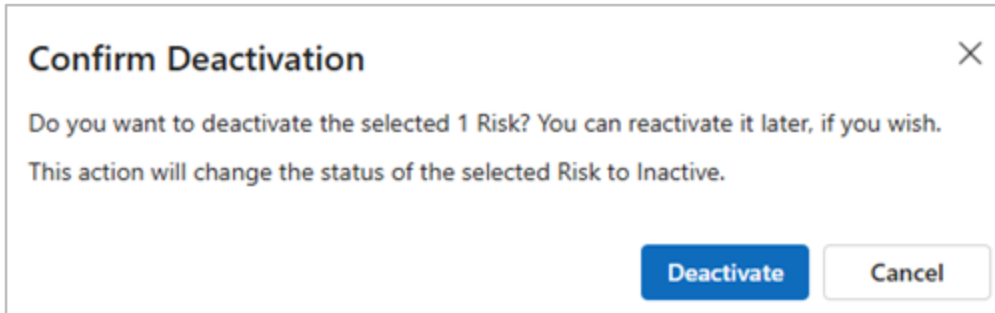 Confirm Deactivation
Do you want to deactivate the selected 1 Risk? You can reactivate it later, if you wish.
This action will change the status of the selected Risk to Inactive.
Deactivate Cancel